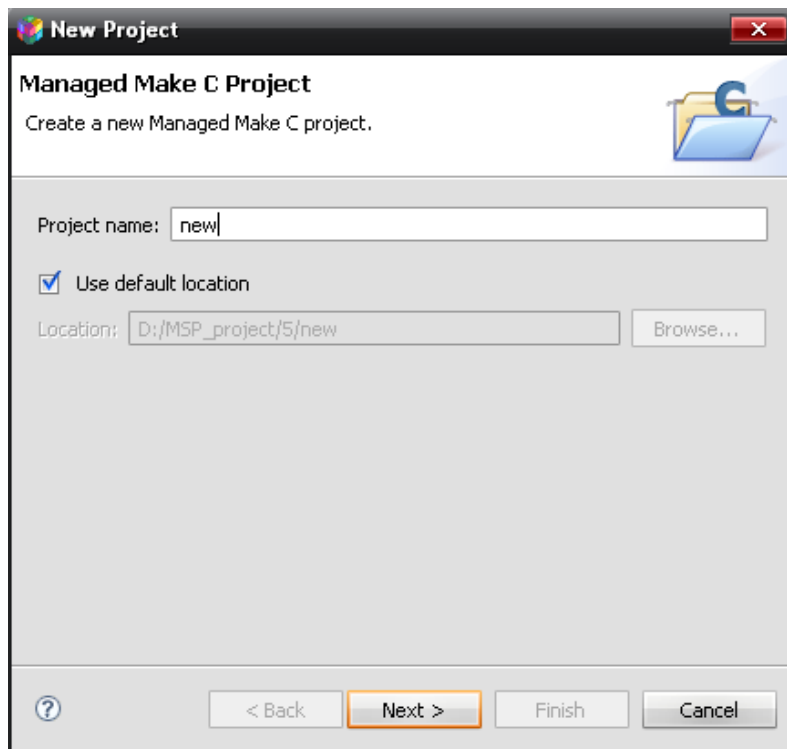 New Project
Managed Make C Project
Create a new Managed Make C project.
Project name: new
Use default location
Location: D:/MSP_project/5/new Browse...
? < Back Next > Finish Cancel